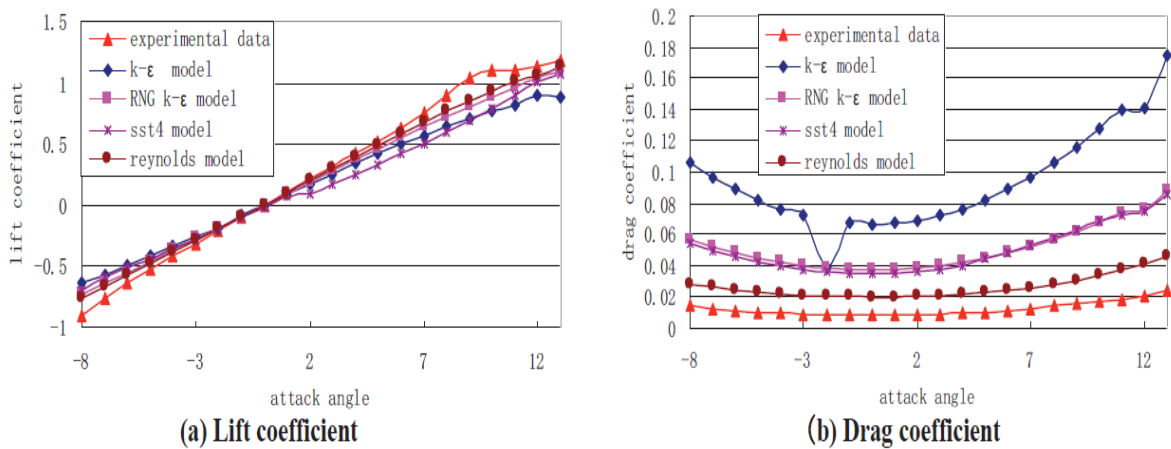 1.5
1
0.5
0
-0.5
-1
lift coefficient
experimental data
k-ε model
RNG k-ε model
sst4 model
reynolds model
-8 -3 2 7 12
attack angle
(a) Lift coefficient
0.2
0.18
0.16
0.14
0.12
0.1
0.08
0.06
0.04
0.02
0
drag coefficient
experimental data
k-ε model
RNG k-ε model
sst4 model
reynolds model
-8 -3 2 7 12
attack angle
(b) Drag coefficient